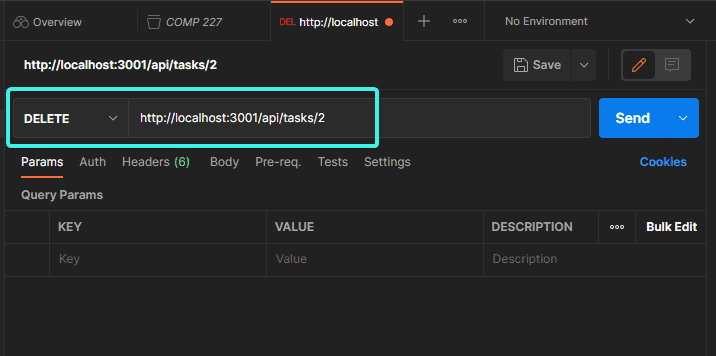 Overview COMP 227 DEL http://localhost No Environment
http://localhost:3001/api/tasks/2 Save
DELETE http://localhost:3001/api/tasks/2 Send
Params Auth Headers (6) Body Pre-req. Tests Settings Cookies
Query Params
KEY VALUE DESCRIPTION Bulk Edit
Key Value Description